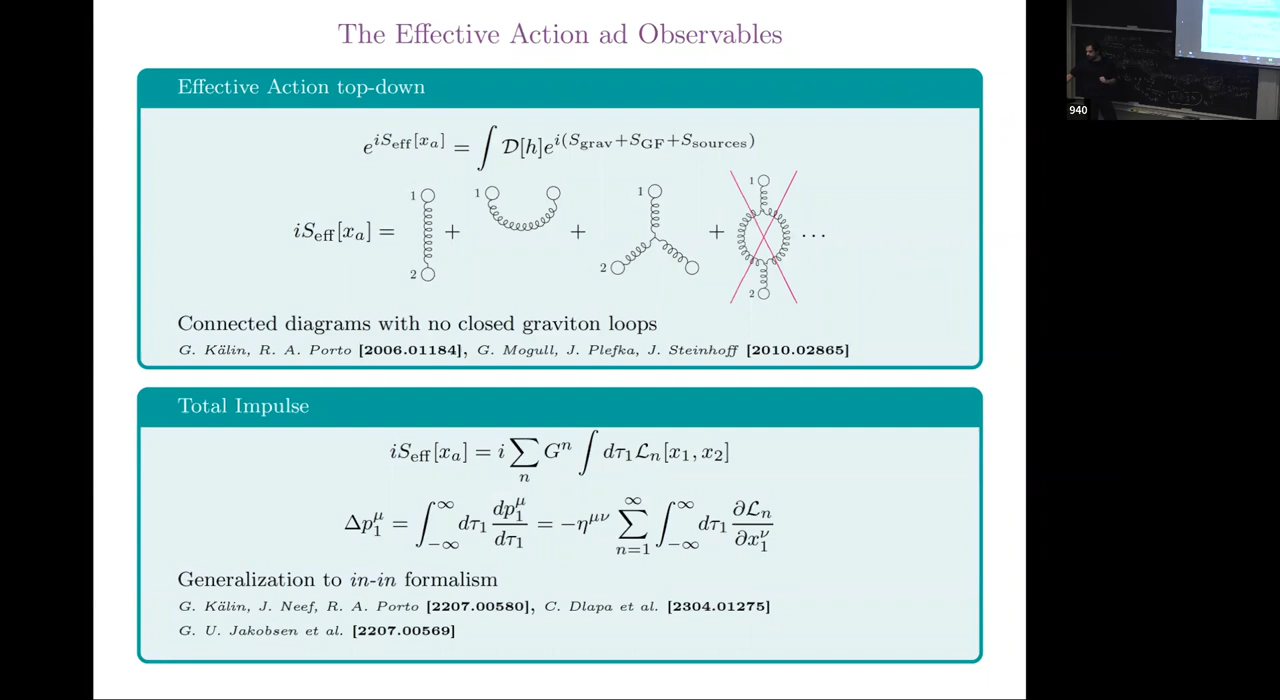 The Effective Action ad Observables
Effective Action top-down
e^{iS_eff[x_a]} = ∫ 𝒟[h]e^{i(S_grav+S_GF+S_sources)}
iS_eff[x_a] = 1 2 + 1 + 1 2 + 1 2 ...
Connected diagrams with no closed graviton loops
G. Kälin, R. A. Porto [2006.01184], G. Mogull, J. Plefka, J. Steinhoff [2010.02865]
Total Impulse
iS_eff[x_a] = i ∑_n G^n ∫ dτ_1 ℒ_n[x_1, x_2]
Δp_1^μ = ∫_{-∞}^{∞} dτ_1 dp_1^μ/dτ_1 = −η^{μν} ∑_{n=1}^{∞} ∫_{-∞}^{∞} dτ_1 ∂ℒ_n/∂x_1^ν
Generalization to in-in formalism
G. Kälin, J. Neef, R. A. Porto [2207.00580], C. Dlapa et al. [2304.01275]
G. U. Jakobsen et al. [2207.00569]
940